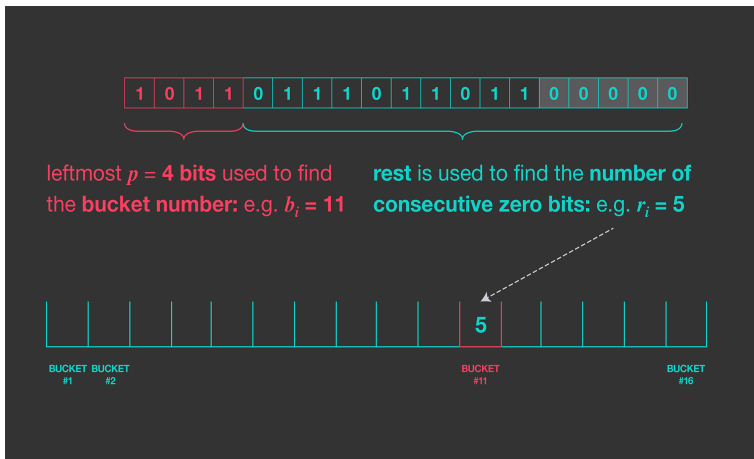 1 0 1 1 0 1 1 1 0 1 1 0 1 1 0 0 0 0 0
leftmost p = 4 bits used to find
the bucket number: e.g. bᵢ = 11
rest is used to find the number of
consecutive zero bits: e.g. rᵢ = 5
5
BUCKET #1
BUCKET #2
BUCKET #11
BUCKET #16